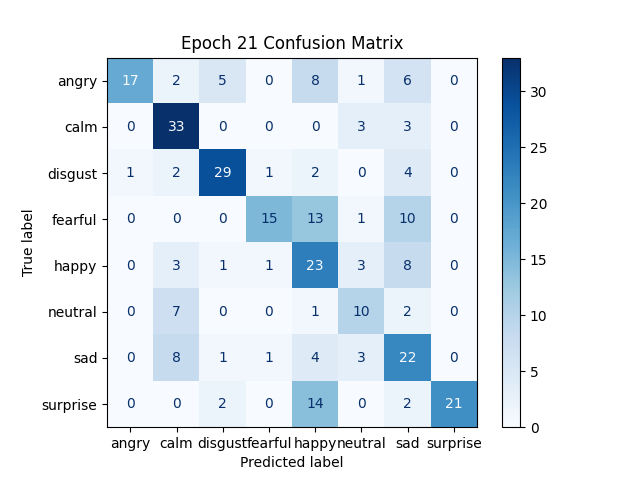 Epoch 21 Confusion Matrix
True label
angry 17 2 5 0 8 1 6 0
calm 0 33 0 0 0 3 3 0
disgust 1 2 29 1 2 0 4 0
fearful 0 0 0 15 13 1 10 0
happy 0 3 1 1 23 3 8 0
neutral 0 7 0 0 1 10 2 0
sad 0 8 1 1 4 3 22 0
surprise 0 0 2 0 14 0 2 21
angry calm disgust fearful happy neutral sad surprise
Predicted label
30
25
20
15
10
5
0